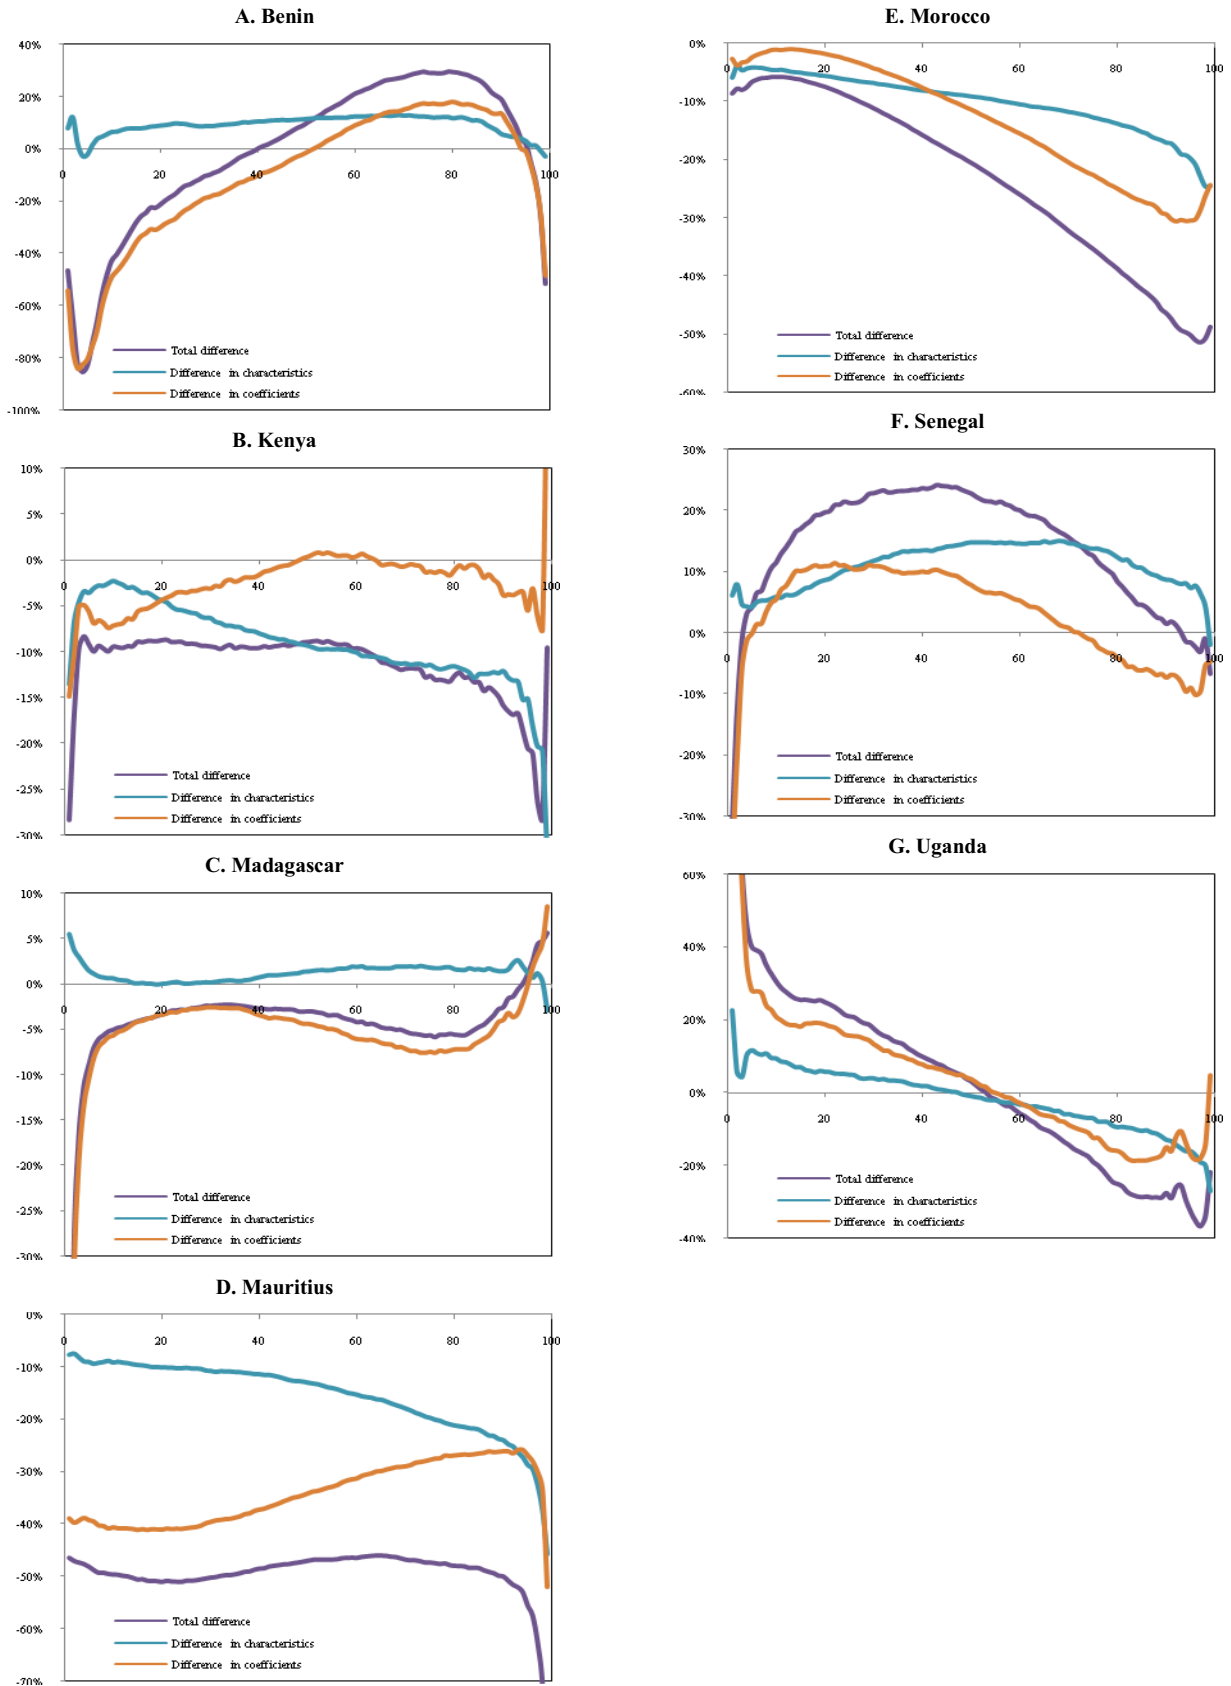 A. Benin
40%
20%
0%
0 20 40 60 80 100
-20%
-40%
-60%
-80%
-100%
Total difference
Difference in characteristics
Difference in coefficients
B. Kenya
10%
5%
0%
0 20 40 60 80 100
-5%
-10%
-15%
-20%
-25%
-30%
Total difference
Difference in characteristics
Difference in coefficients
C. Madagascar
10%
5%
0%
0 20 40 60 80 100
-5%
-10%
-15%
-20%
-25%
-30%
Total difference
Difference in characteristics
Difference in coefficients
D. Mauritius
0%
0 20 40 60 80 100
-10%
-20%
-30%
-40%
-50%
-60%
-70%
Total difference
Difference in characteristics
Difference in coefficients
E. Morocco
0%
0 20 40 60 80 100
-10%
-20%
-30%
-40%
-50%
-60%
Total difference
Difference in characteristics
Difference in coefficients
F. Senegal
30%
20%
10%
0%
0 20 40 60 80 100
-10%
-20%
-30%
Total difference
Difference in characteristics
Difference in coefficients
G. Uganda
60%
40%
20%
0%
0 20 40 60 80 100
-20%
-40%
Total difference
Difference in characteristics
Difference in coefficients